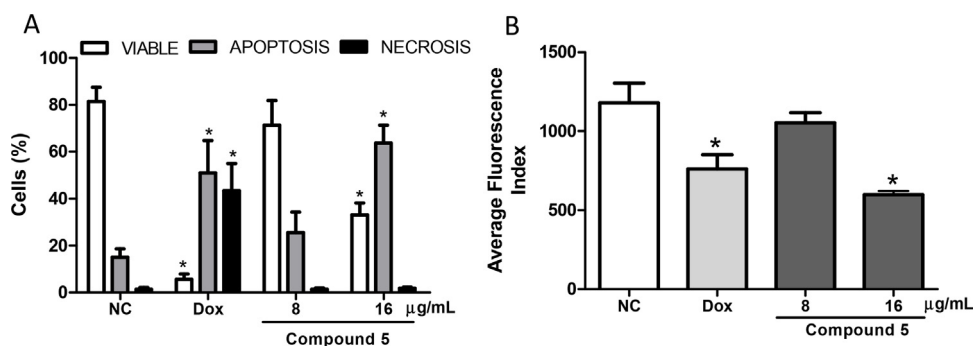 A
VIABLE APOPTOSIS NECROSIS
Cells (%)
100
80
60
40
20
0
* * * * *
NC Dox 8 16 μg/mL
Compound 5
B
Average Fluorescence
Index
1500
1000
500
0
* *
NC Dox 8 16 μg/mL
Compound 5